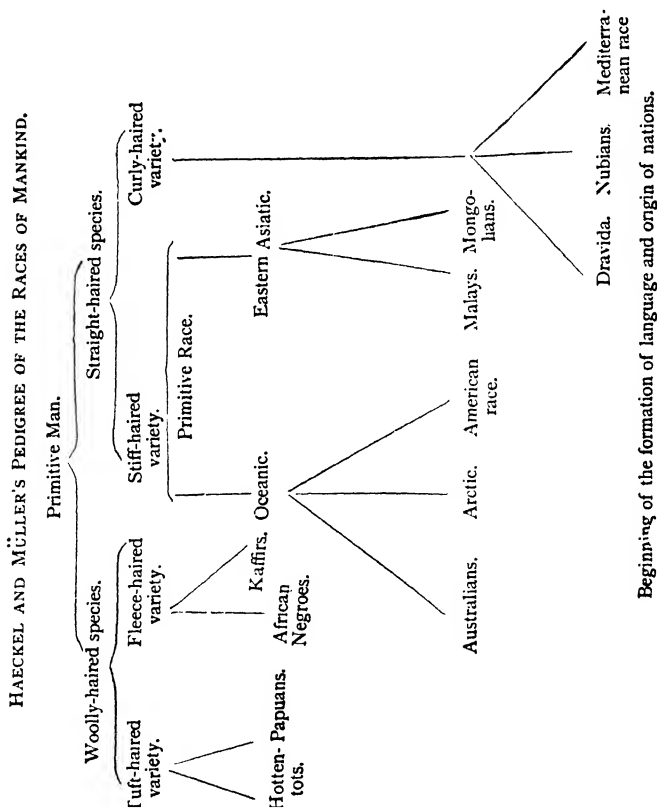 HAECKEL AND MÜLLER'S PEDIGREE OF THE RACES OF MANKIND.
Primitive Man.
Woolly-haired species.
Straight-haired species.
Tuft-haired
variety.
Fleece-haired
variety.
Stiff-haired
variety.
Curly-haired
variety.
Primitive Race.
Hotten-
tots.
Papuans.
African
Negroes.
Kaffirs.
Oceanic.
Eastern Asiatic.
Australians.
Arctic.
American
race.
Malays.
Mongo-
lians.
Dravida.
Nubians.
Mediterra-
nean race
Beginning of the formation of language and origin of nations.